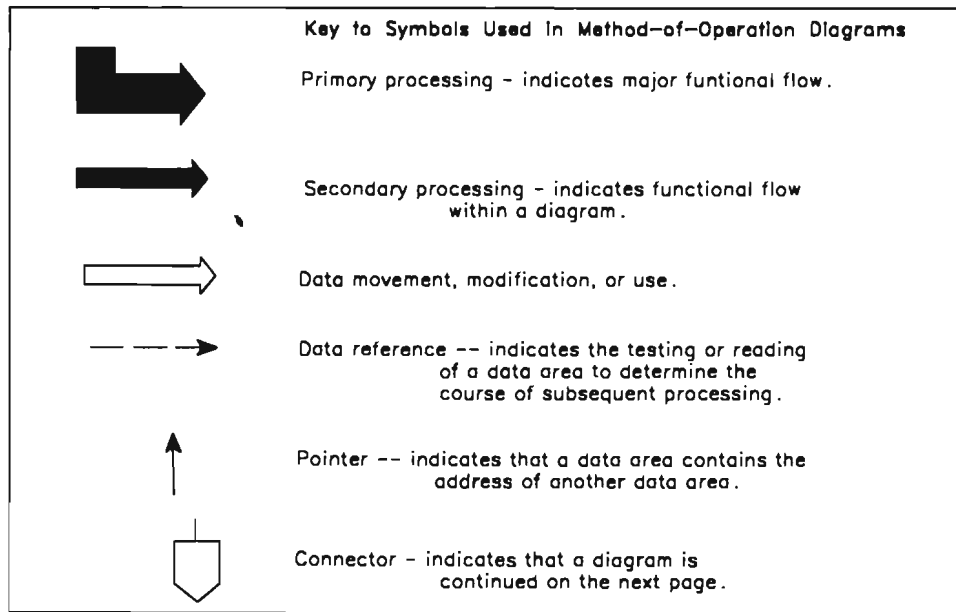 Key to Symbols Used in Method-of-Operation Diagrams
Primary processing - indicates major funtional flow.
Secondary processing - indicates functional flow
within a diagram.
Data movement, modification, or use.
Data reference -- indicates the testing or reading
of a data area to determine the
course of subsequent processing.
Pointer -- indicates that a data area contains the
address of another data area.
Connector - indicates that a diagram is
continued on the next page.